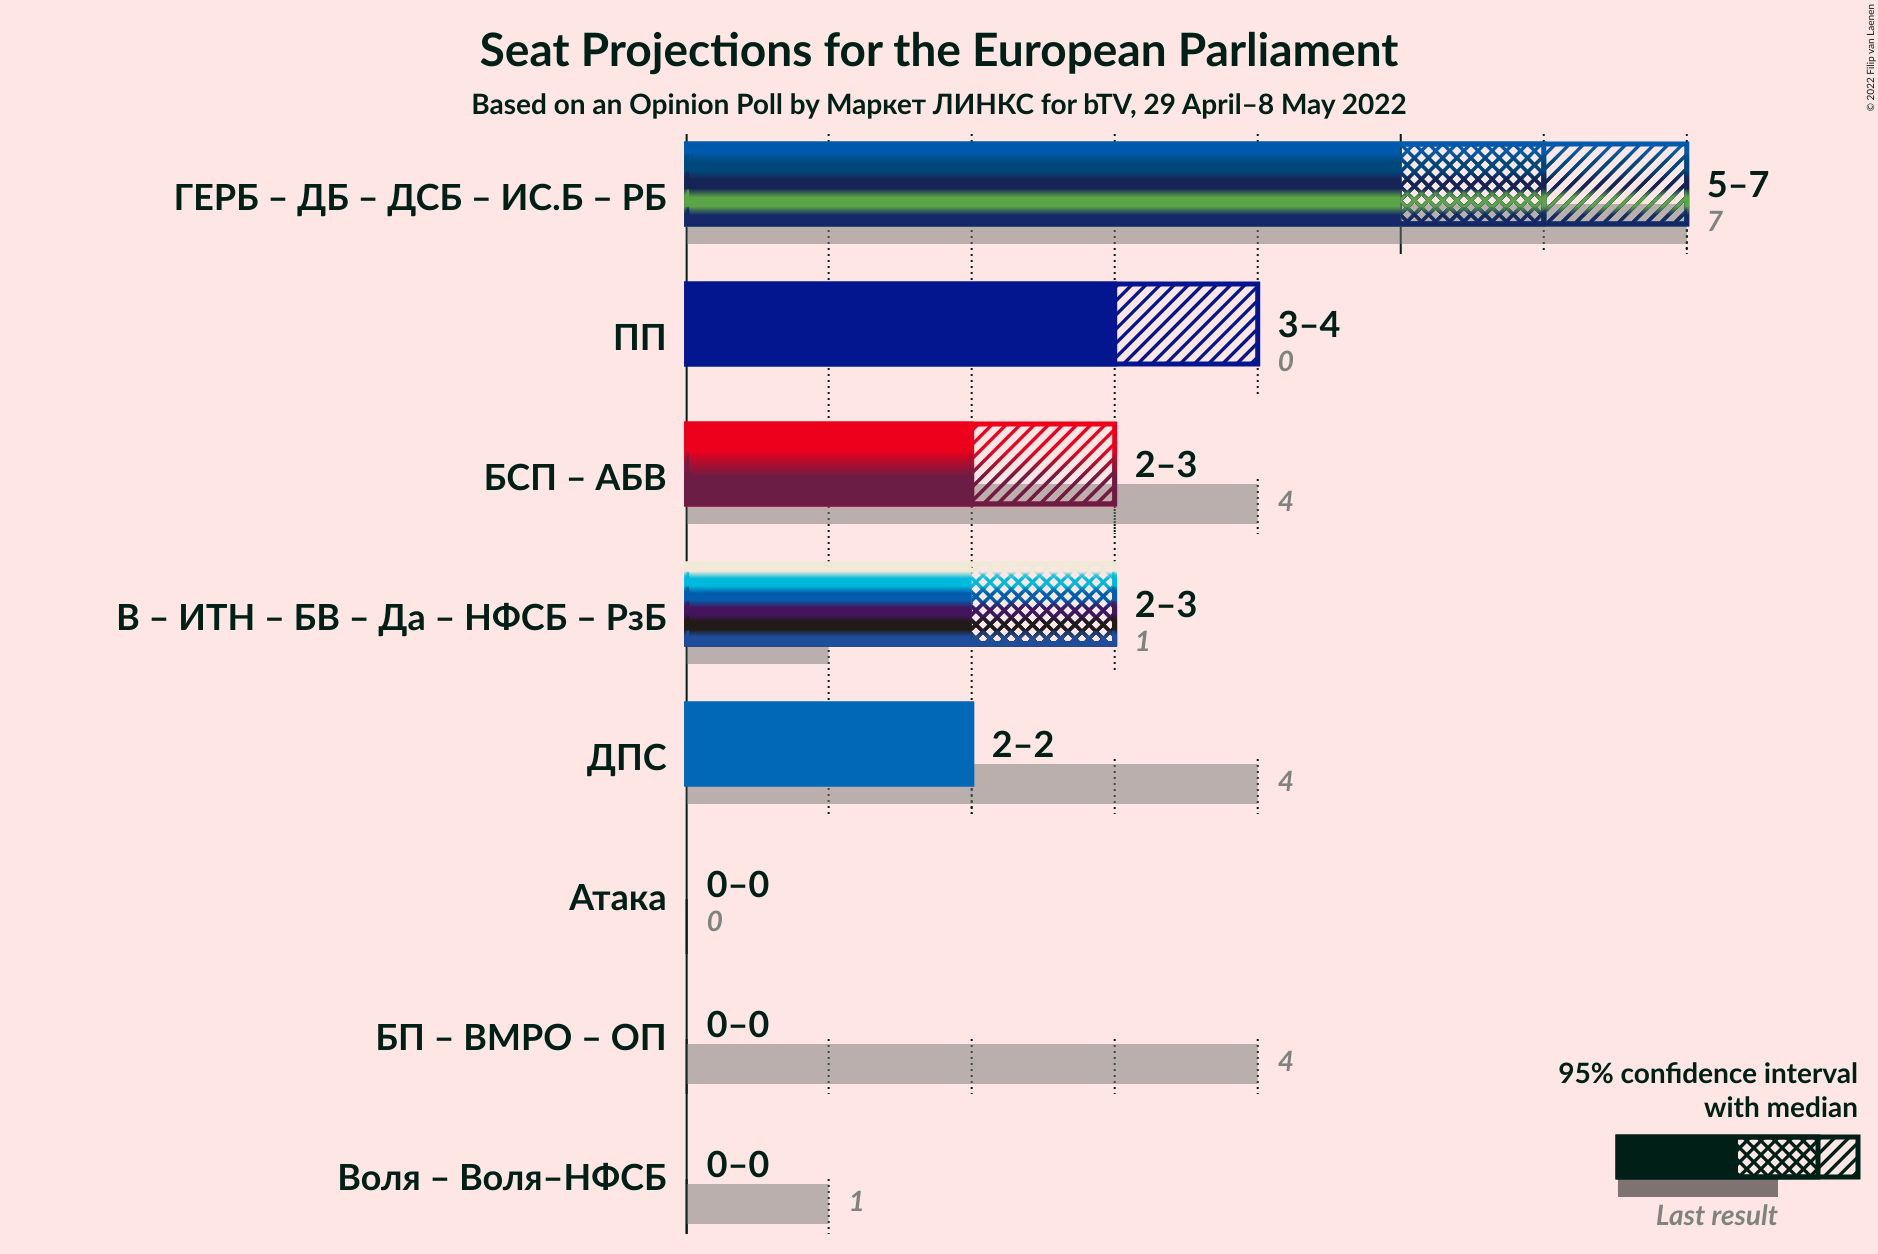 Seat Projections for the European Parliament
Based on an Opinion Poll by Маркет ЛИНКС for bTV, 29 April–8 May 2022
© 2022 Filip van Laenen
ГЕРБ – ДБ – ДСБ – ИС.Б – РБ
5–7
7
ПП
3–4
0
БСП – АБВ
2–3
4
В – ИТН – БВ – Да – НФСБ – РзБ
2–3
1
ДПС
2–2
4
Атака
0–0
0
БП – ВМРО – ОП
0–0
4
Воля – Воля–НФСБ
0–0
1
95% confidence interval
with median
Last result